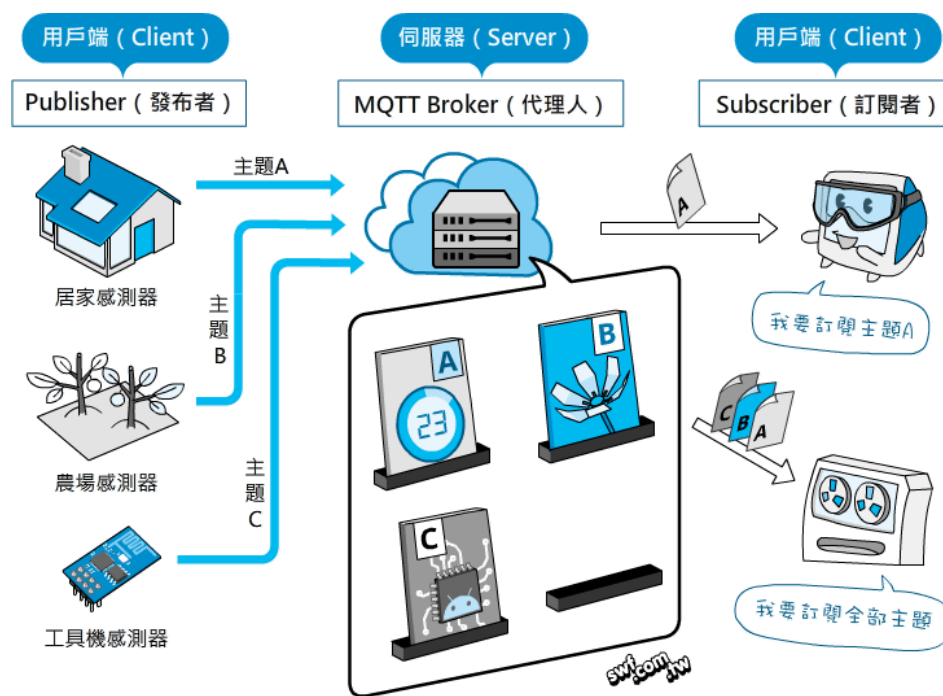 用戶端（Client）
伺服器（Server）
用戶端（Client）
Publisher（發布者）
MQTT Broker（代理人）
Subscriber（訂閱者）
主題A
A
居家感測器
主題B
我要訂閱主題A
A
23
B
C
B
A
農場感測器
主題C
C
工具機感測器
我要訂閱全部主題
swf.com.tw